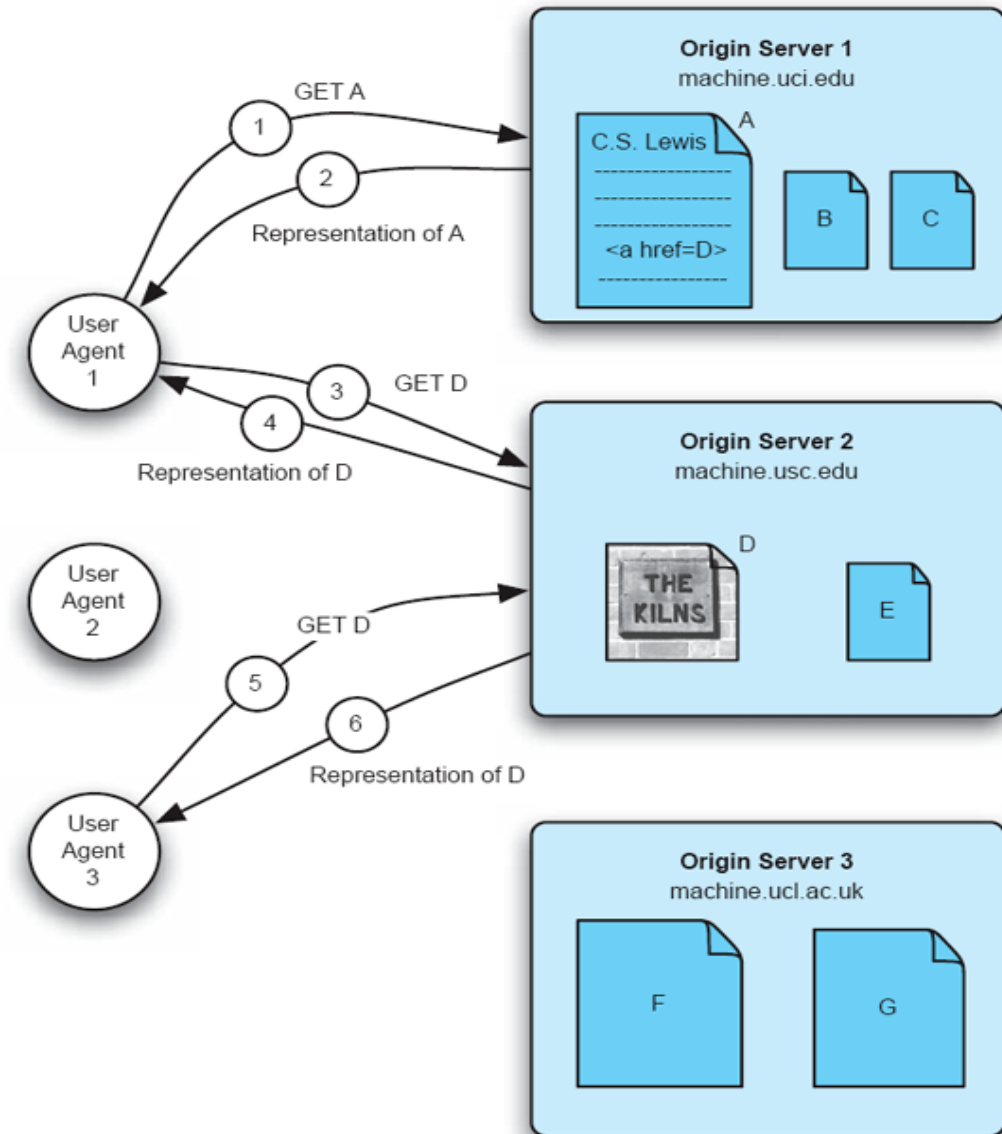 Origin Server 1
machine.uci.edu
GET A
1
A
C.S. Lewis
------------------
------------------
------------------
<a href=D>
------------------
B
C
2
Representation of A
User
Agent
1
3
GET D
4
Representation of D
Origin Server 2
machine.usc.edu
D
THE
KILNS
E
User
Agent
2
GET D
5
6
Representation of D
User
Agent
3
Origin Server 3
machine.ucl.ac.uk
F
G